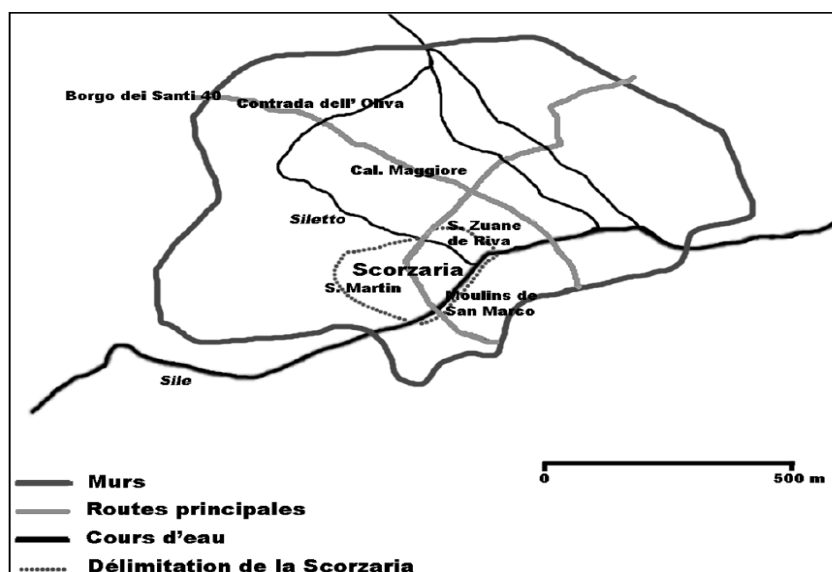 Borgo dei Santi 40
Contrada dell' Oliva
Cal. Maggiore
Siletto
S. Zuane
de Riva
Scorzaria
S. Martin
Moulins de
San Marco
Sile
0
500 m
Murs
Routes principales
Cours d'eau
Délimitation de la Scorzaria